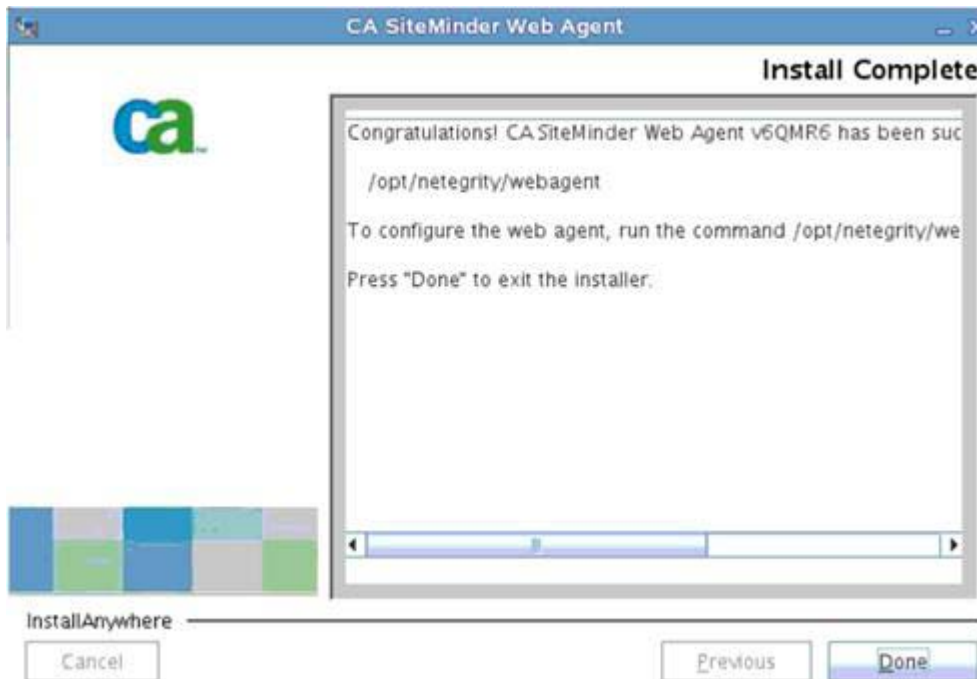 CA SiteMinder Web Agent
Install Complete
ca
Congratulations! CA SiteMinder Web Agent v6QMR6 has been suc
/opt/netegrity/webagent
To configure the web agent, run the command /opt/netegrity/we
Press "Done" to exit the installer.
InstallAnywhere
Cancel
Previous
Done